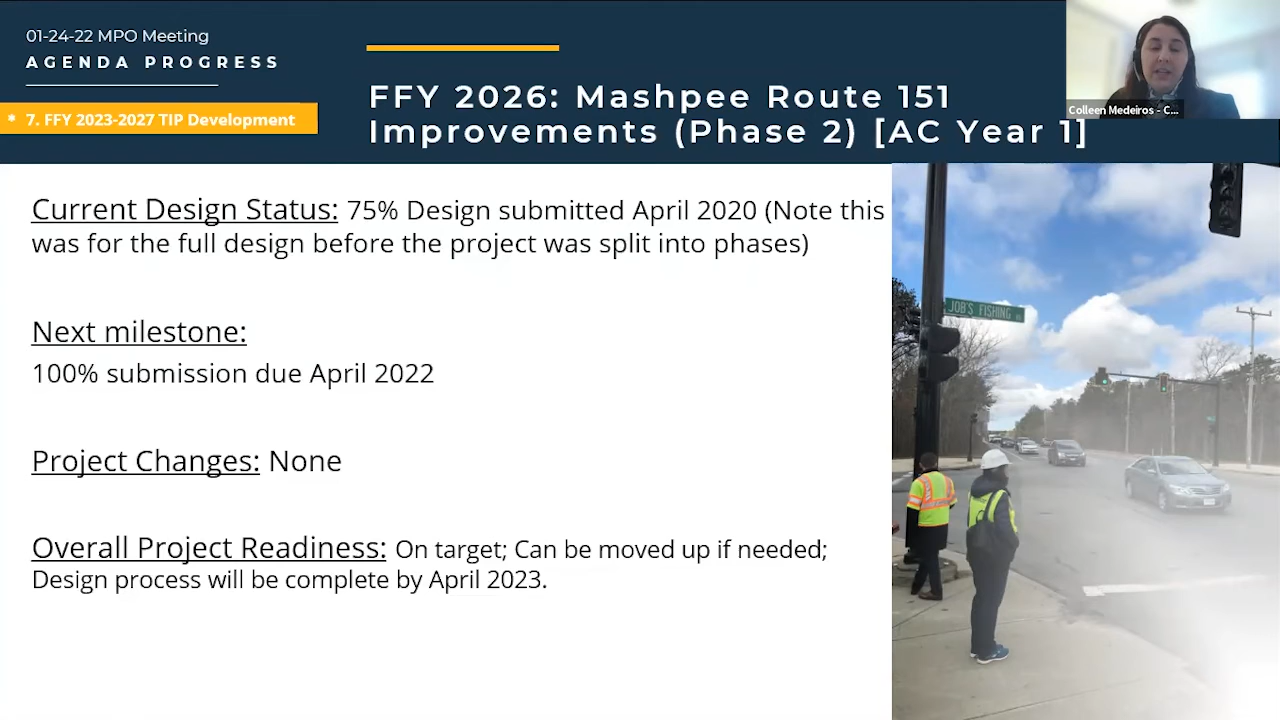 01-24-22 MPO Meeting
AGENDA PROGRESS
* 7. FFY 2023-2027 TIP Development
FFY 2026: Mashpee Route 151
Improvements (Phase 2) [AC Year 1]
Colleen Medeiros - C...
Current Design Status: 75% Design submitted April 2020 (Note this
was for the full design before the project was split into phases)
Next milestone:
100% submission due April 2022
Project Changes: None
Overall Project Readiness: On target; Can be moved up if needed;
Design process will be complete by April 2023.
JOB'S FISHING